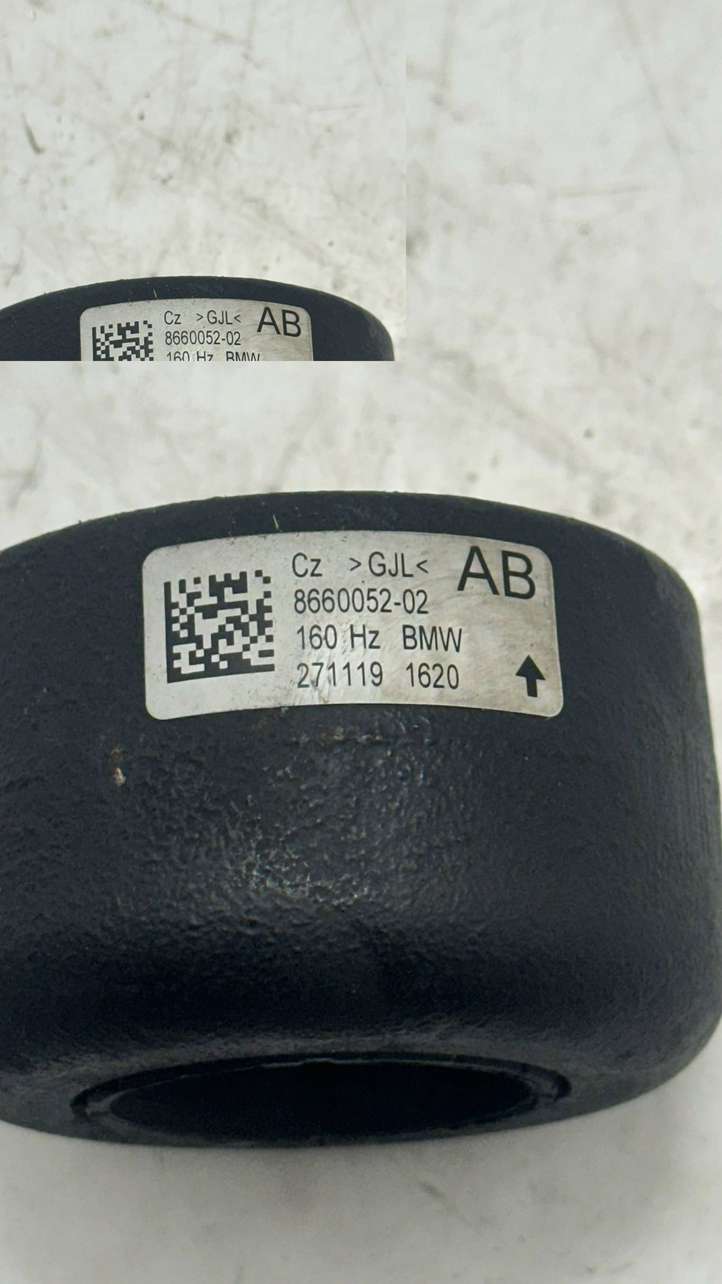 Cz >GJL< AB
8660052-02
160 Hz BMW
Cz >GJL< AB
8660052-02
160 Hz BMW
271119 1620